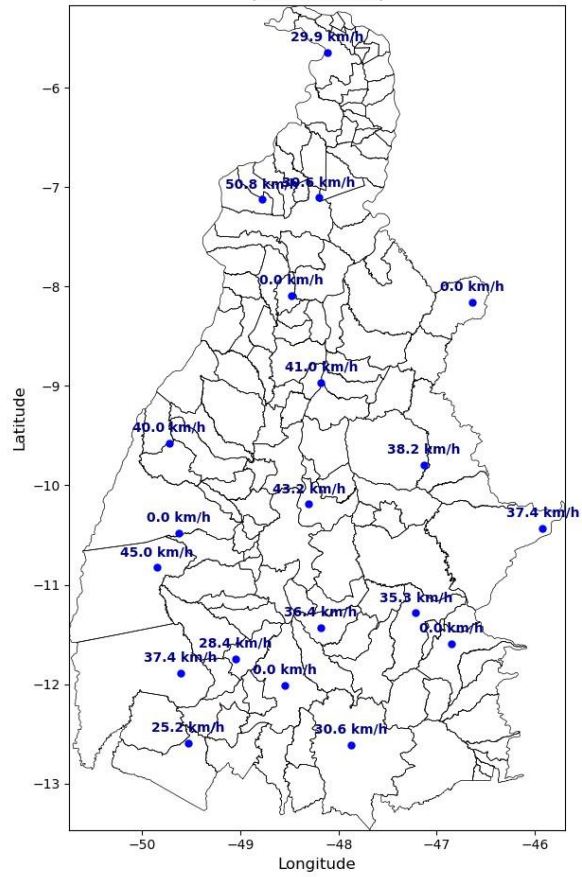 29.9 km/h
50.8 km/h
0.0 km/h
0.0 km/h
41.0 km/h
40.0 km/h
38.2 km/h
43.2 km/h
37.4 km/h
0.0 km/h
45.0 km/h
35.3 km/h
36.4 km/h
0.0 km/h
28.4 km/h
37.4 km/h
0.0 km/h
25.2 km/h
30.6 km/h
−6
−7
−8
−9
−10
−11
−12
−13
Latitude
−50
−49
−48
−47
−46
Longitude